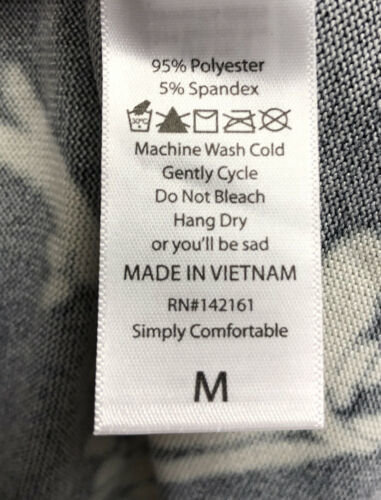 95% Polyester
5% Spandex
30°C
Machine Wash Cold
Gently Cycle
Do Not Bleach
Hang Dry
or you'll be sad
MADE IN VIETNAM
RN#142161
Simply Comfortable
M